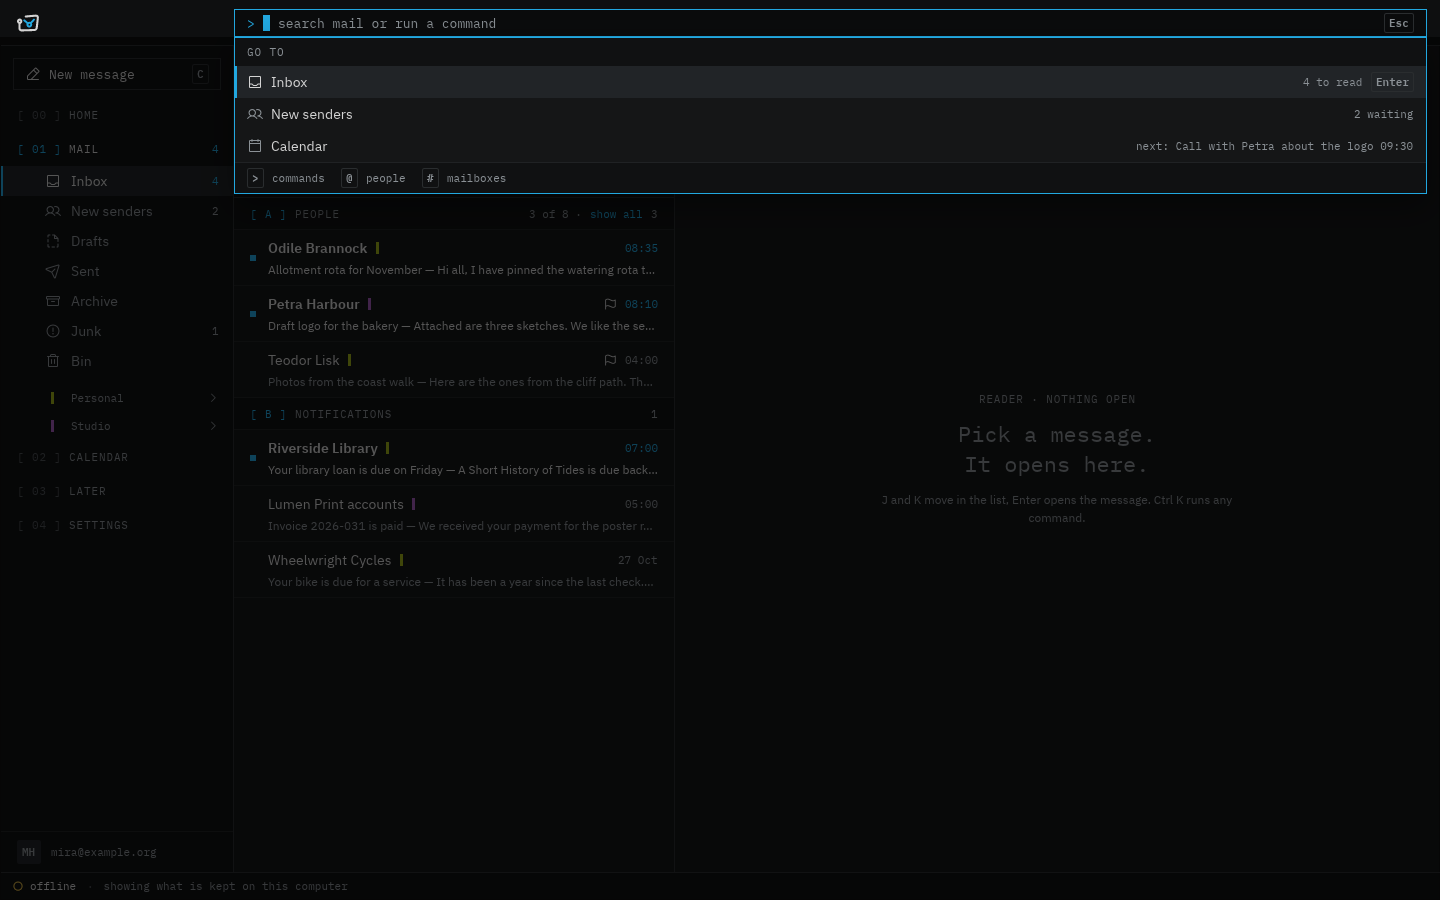 > search mail or run a command Esc
GO TO
Inbox 4 to read Enter
New senders 2 waiting
Calendar next: Call with Petra about the logo 09:30
> commands @ people # mailboxes
New message C
[ 00 ] HOME
[ 01 ] MAIL 4
Inbox 4
New senders 2
Drafts
Sent
Archive
Junk 1
Bin
Personal
Studio
[ 02 ] CALENDAR
[ 03 ] LATER
[ 04 ] SETTINGS
MH mira@example.org
[ A ] PEOPLE 3 of 8 · show all 3
Odile Brannock 08:35
Allotment rota for November — Hi all, I have pinned the watering rota t...
Petra Harbour 08:10
Draft logo for the bakery — Attached are three sketches. We like the se...
Teodor Lisk 04:00
Photos from the coast walk — Here are the ones from the cliff path. Th...
[ B ] NOTIFICATIONS 1
Riverside Library 07:00
Your library loan is due on Friday — A Short History of Tides is due back...
Lumen Print accounts 05:00
Invoice 2026-031 is paid — We received your payment for the poster r...
Wheelwright Cycles 27 Oct
Your bike is due for a service — It has been a year since the last check....
READER · NOTHING OPEN
Pick a message.
It opens here.
J and K move in the list, Enter opens the message. Ctrl K runs any
command.
offline · showing what is kept on this computer